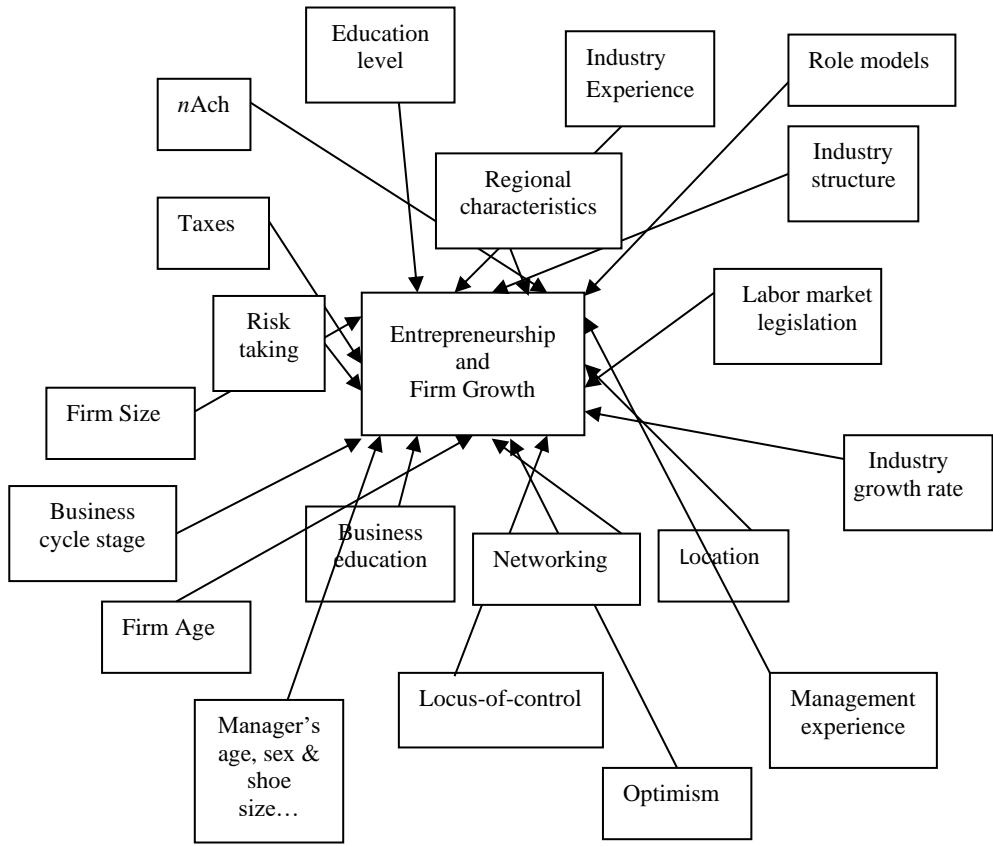 Education
level
Industry
Experience
Role models
nAch
Regional
characteristics
Industry
structure
Taxes
Risk
taking
Entrepreneurship
and
Firm Growth
Labor market
legislation
Firm Size
Industry
growth rate
Business
cycle stage
Business
education
Networking
Location
Firm Age
Locus-of-control
Management
experience
Manager’s
age, sex &
shoe
size…
Optimism